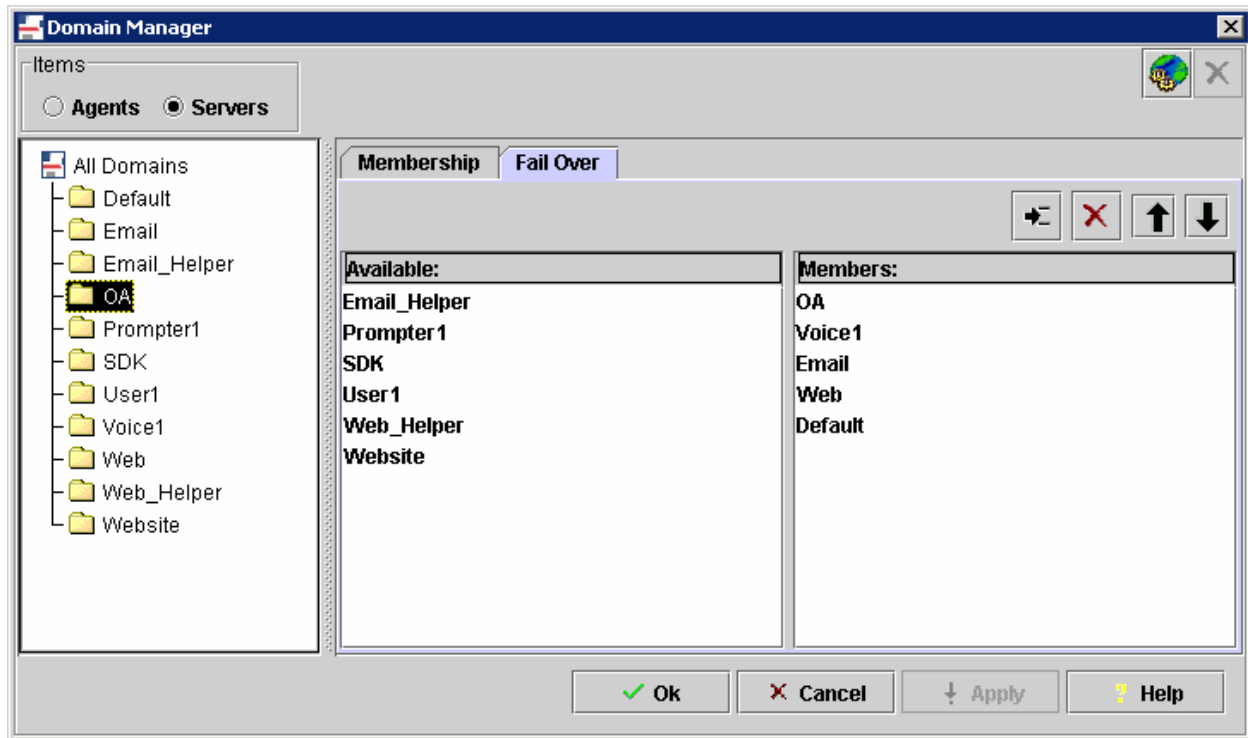 Domain Manager
Items
Agents
Servers
All Domains
Default
Email
Email_Helper
OA
Prompter1
SDK
User1
Voice1
Web
Web_Helper
Website
Membership
Fail Over
Available:
Email_Helper
Prompter1
SDK
User1
Web_Helper
Website
Members:
OA
Voice1
Email
Web
Default
Ok
Cancel
Apply
? Help